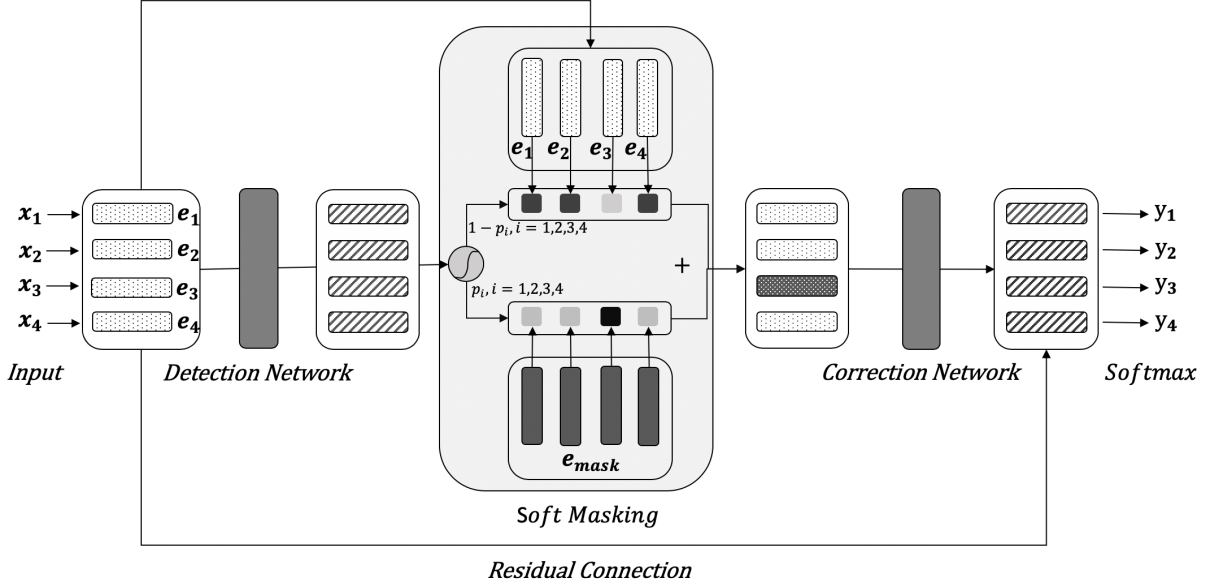 e₁ e₂ e₃ e₄
x₁ e₁
x₂ e₂
x₃ e₃
x₄ e₄
1 − pᵢ, i = 1,2,3,4
+
pᵢ, i = 1,2,3,4
y₁
y₂
y₃
y₄
Input
Detection Network
Correction Network
Softmax
e_mask
Soft Masking
Residual Connection